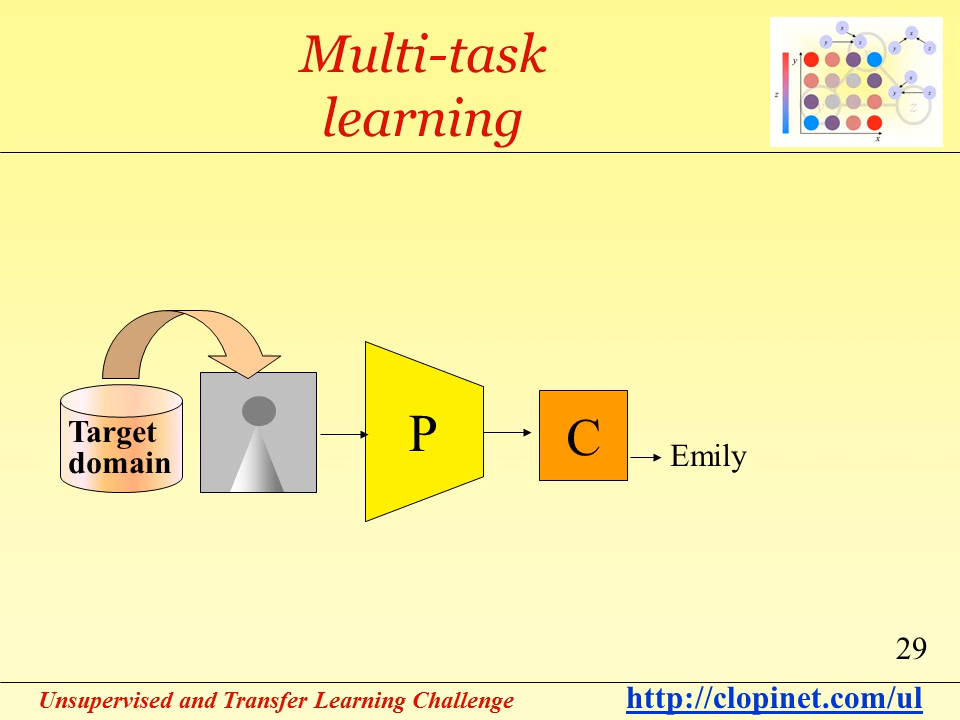 Multi-task
learning
x
y
z
x
y
z
x
y
z
y
z
x
z
Target
domain
P
C
Emily
29
Unsupervised and Transfer Learning Challenge
http://clopinet.com/ul